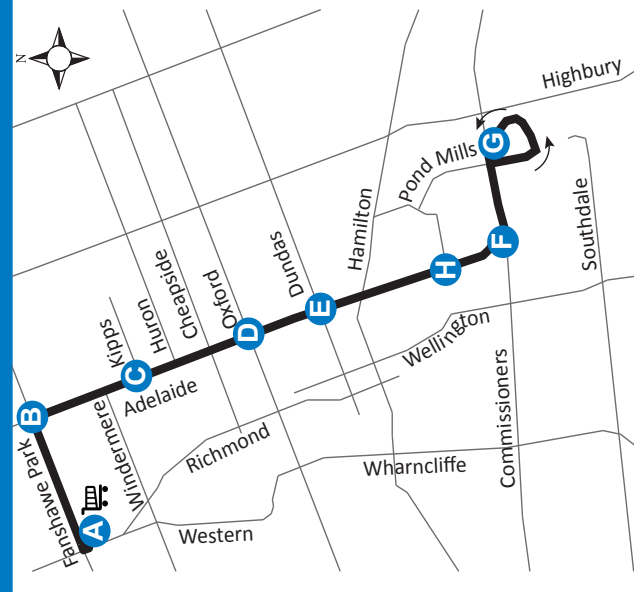 N
Highbury
Pond Mills
G
Hamilton
Southdale
F
H
Dundas
E
Oxford
D
Cheapside
Huron
Kipps
C
Adelaide
B
Windermere
Fanshawe Park
A
Richmond
Wellington
Wharncliffe
Commissioners
Western